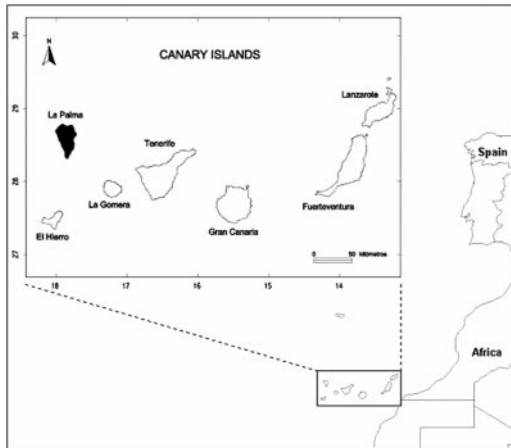 30
N
CANARY ISLANDS
Lanzarote
29
La Palma
Tenerife
Spain
28
La Gomera
Fuerteventura
El Hierro
Gran Canaria
0 50 kilómetros
27
18 17 16 15 14
Africa